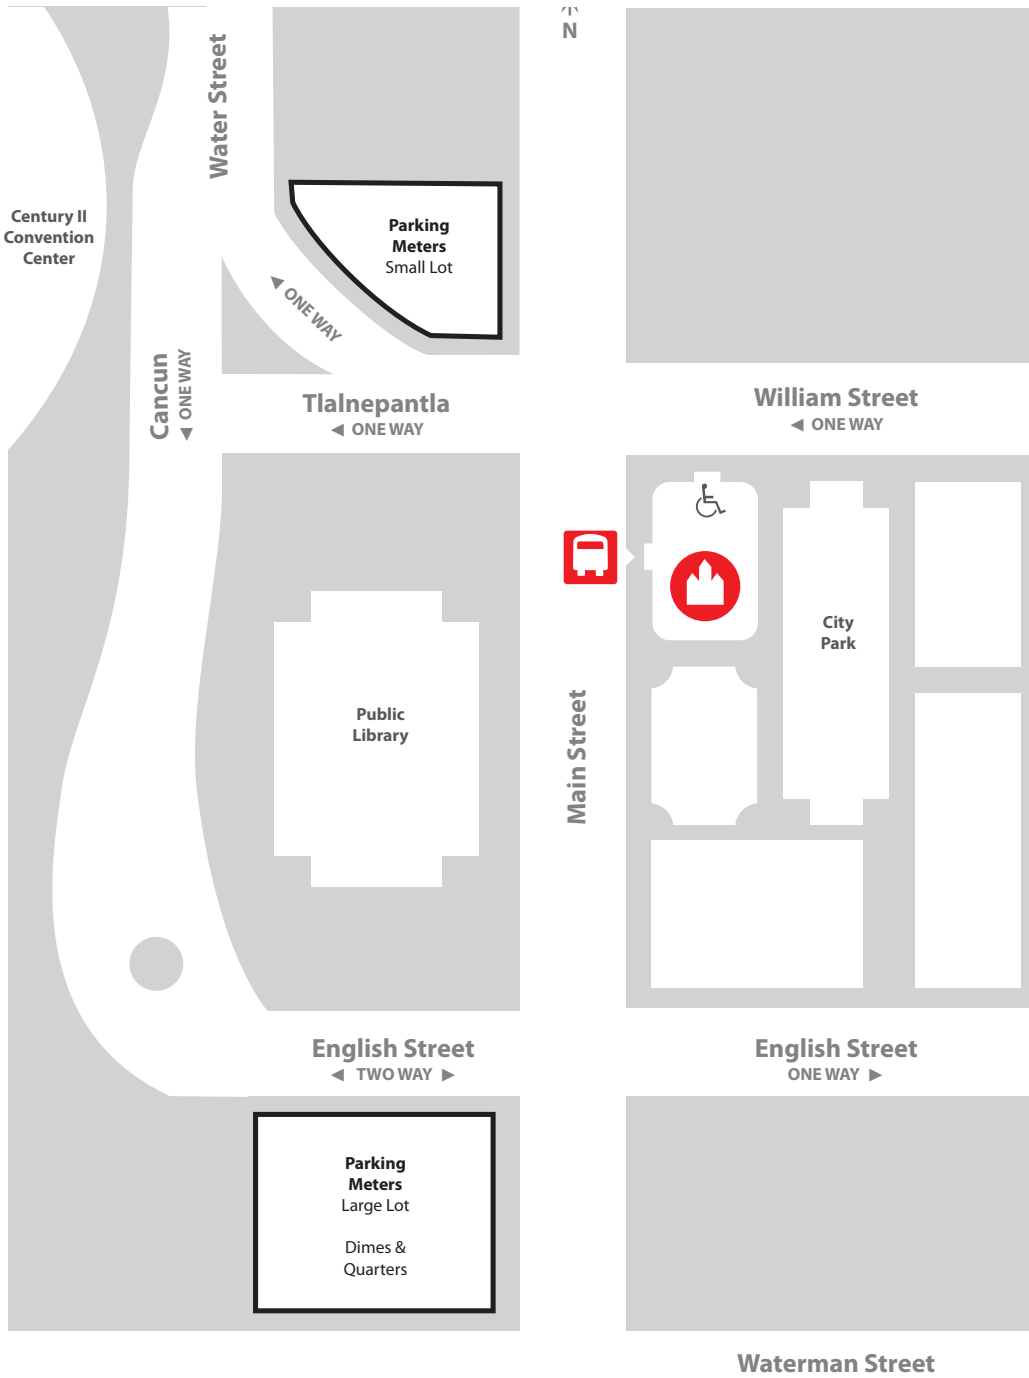 N
Water Street
Century II
Convention
Center
Parking
Meters
Small Lot
◀ ONE WAY
Cancun
◀ ONE WAY
Tlalnepantla
◀ ONE WAY
William Street
◀ ONE WAY
City
Park
Public
Library
Main Street
English Street
◀ TWO WAY ▶
English Street
ONE WAY ▶
Parking
Meters
Large Lot
Dimes &
Quarters
Waterman Street